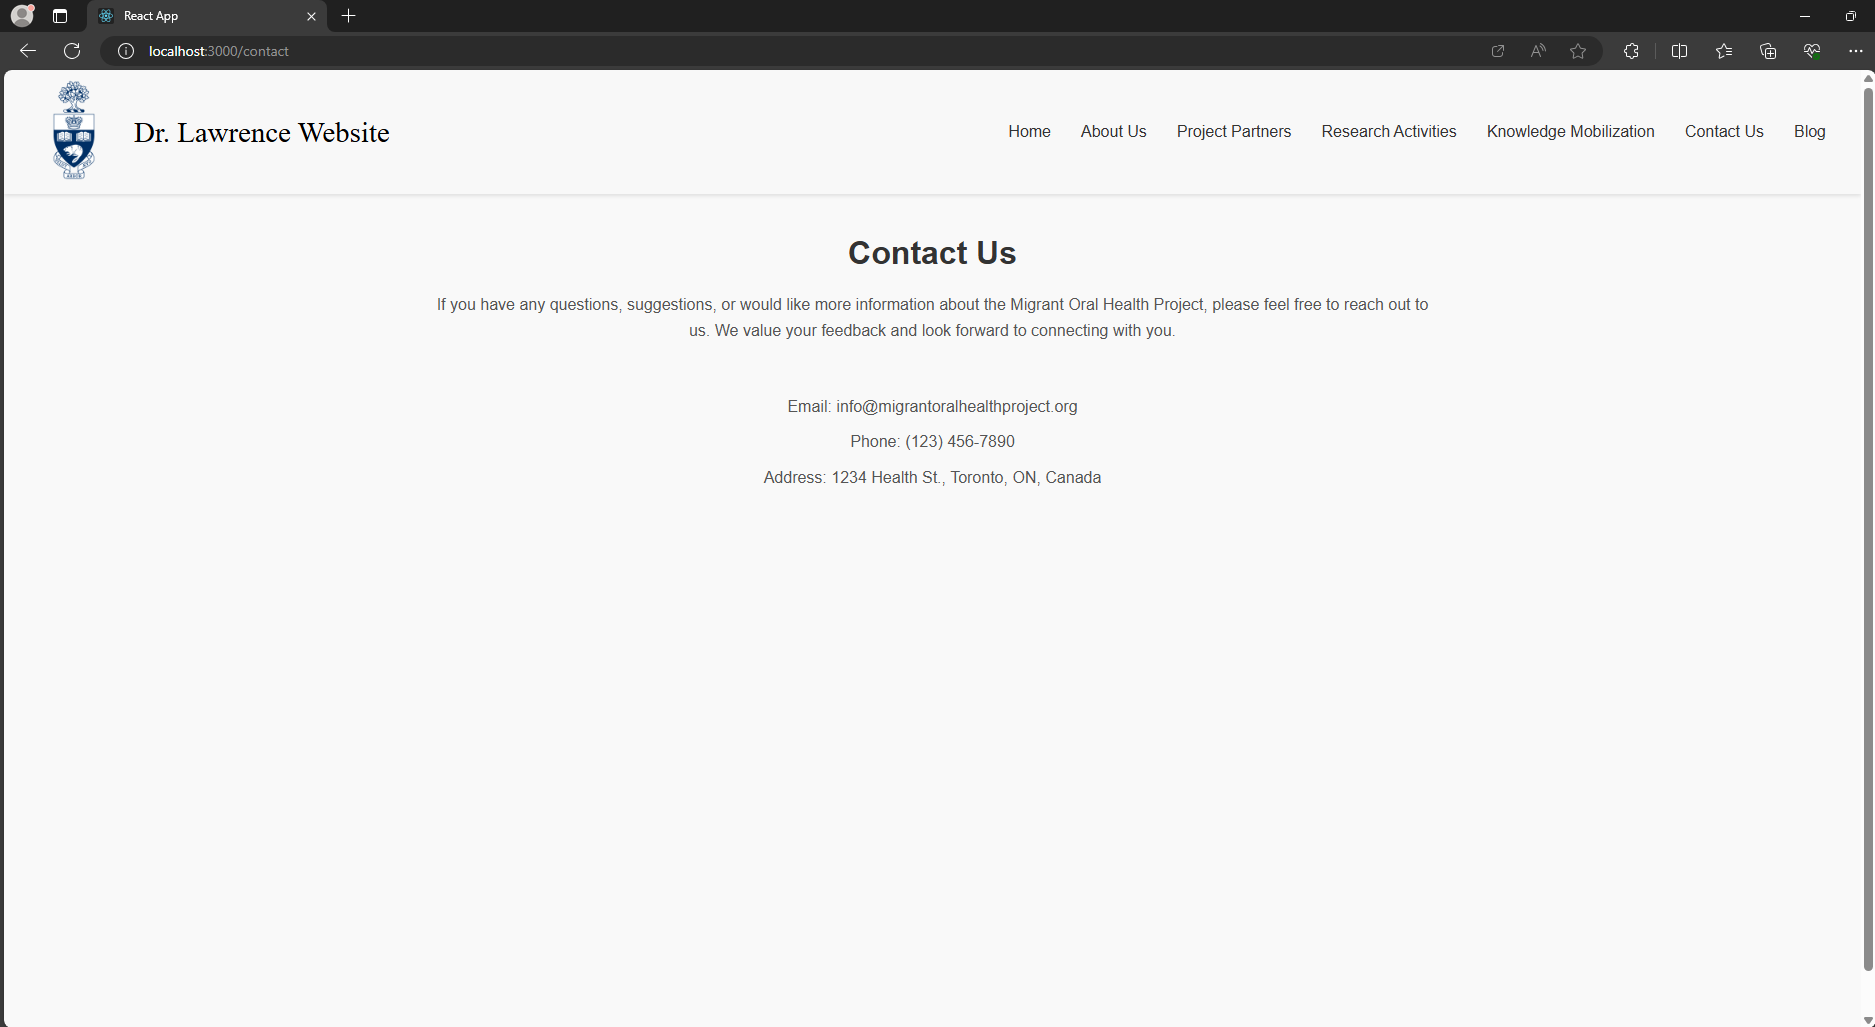 React App
localhost:3000/contact
Dr. Lawrence Website
Home About Us Project Partners Research Activities Knowledge Mobilization Contact Us Blog
Contact Us
If you have any questions, suggestions, or would like more information about the Migrant Oral Health Project, please feel free to reach out to
us. We value your feedback and look forward to connecting with you.
Email: info@migrantoralhealthproject.org
Phone: (123) 456-7890
Address: 1234 Health St., Toronto, ON, Canada